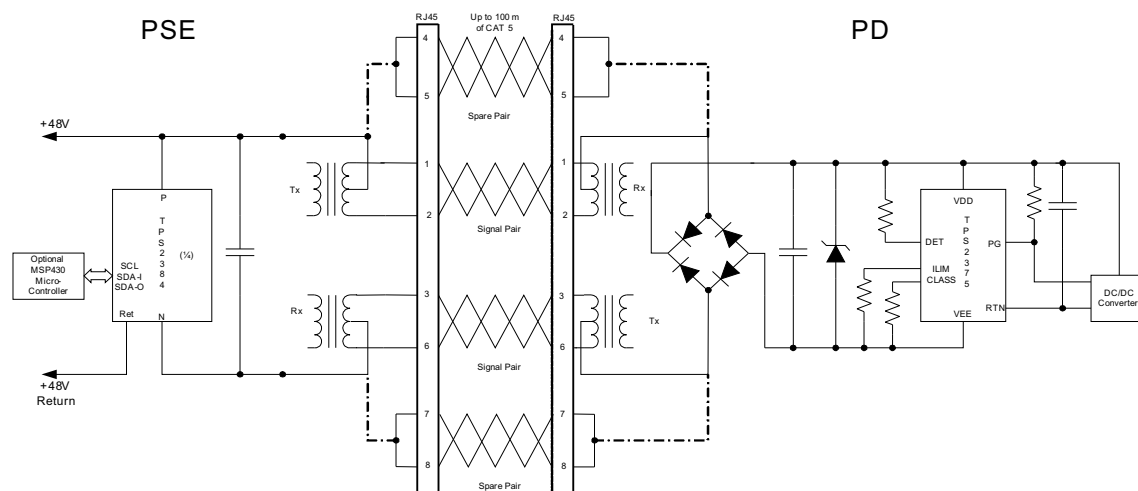 PSE
RJ45
Up to 100 m
of CAT 5
RJ45
PD
4
5
Spare Pair
4
5
+48V
P
T
P
S
2
3
8
4
(¼)
SCL
SDA-I
SDA-O
Ret
N
Optional
MSP430
Micro-
Controller
+48V
Return
Tx
1
2
Signal Pair
1
2
Rx
Rx
3
6
Signal Pair
3
6
Tx
7
8
Spare Pair
7
8
VDD
T
P
S
2
3
7
5
DET
ILIM
CLASS
VEE
PG
RTN
DC/DC
Converter